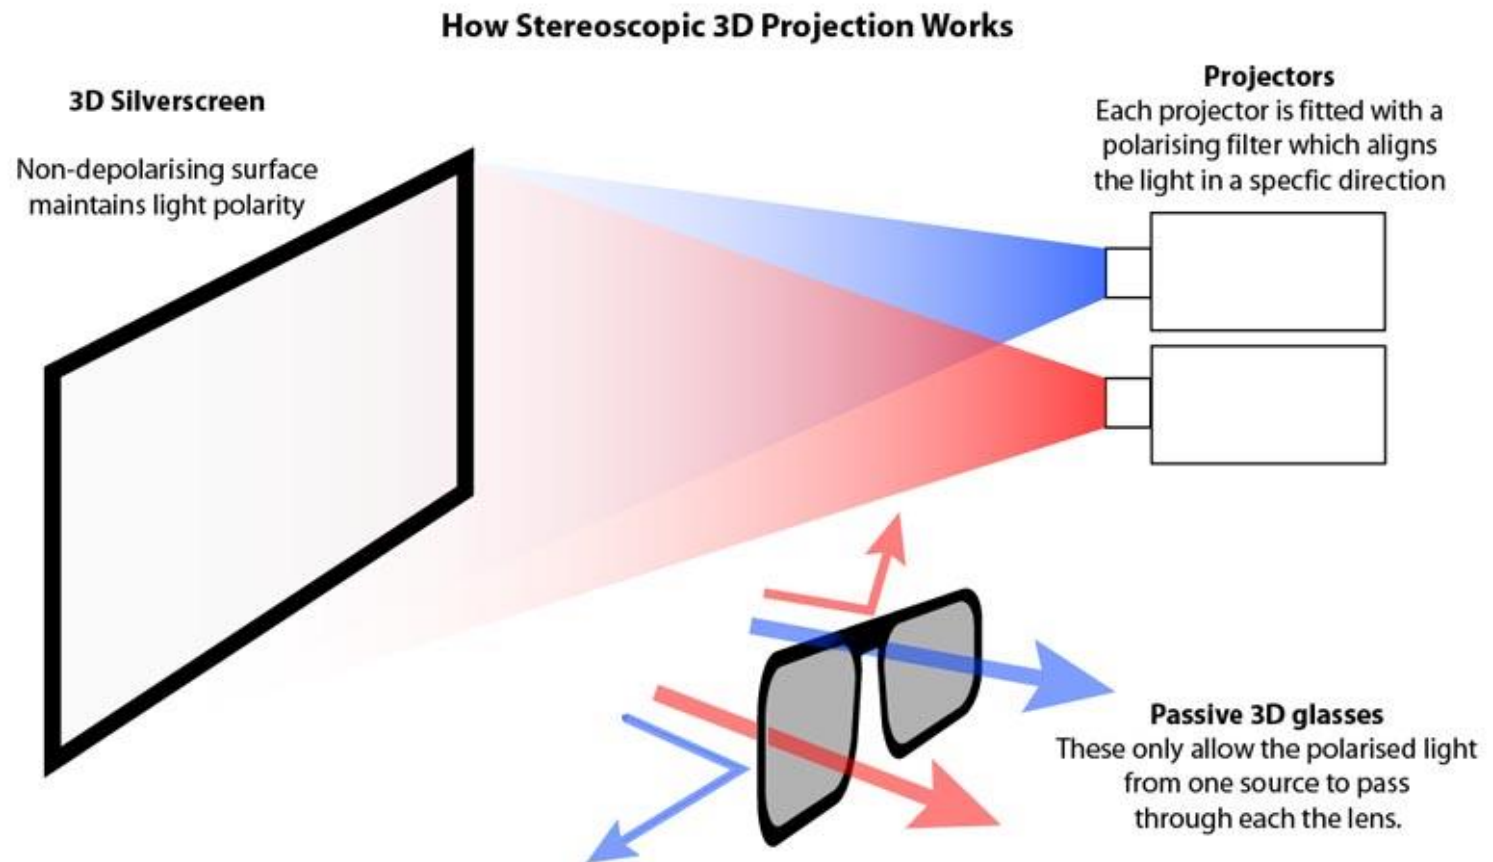 How Stereoscopic 3D Projection Works
3D Silverscreen
Non-depolarising surface
maintains light polarity
Projectors
Each projector is fitted with a
polarising filter which aligns
the light in a specfic direction
Passive 3D glasses
These only allow the polarised light
from one source to pass
through each the lens.